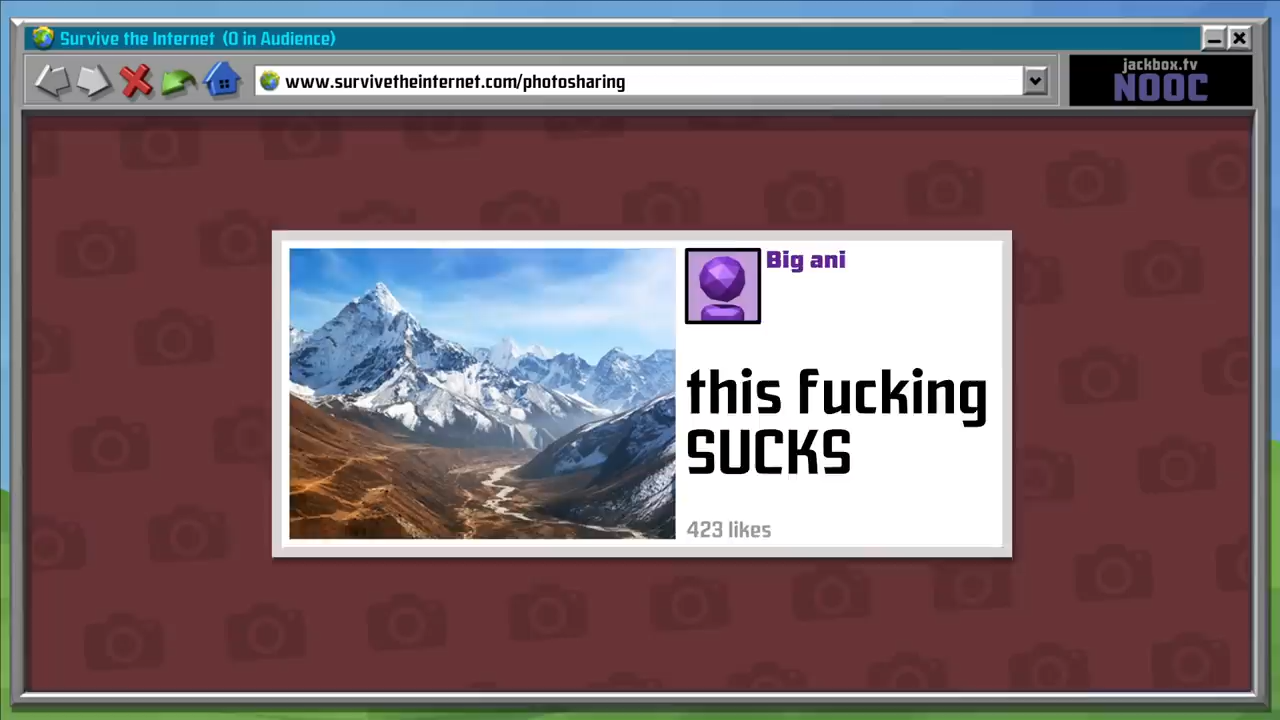 Survive the Internet (0 in Audience)
www.survivetheinternet.com/photosharing
jackbox.tv
NOOC
Big ani
this fucking
SUCKS
423 likes